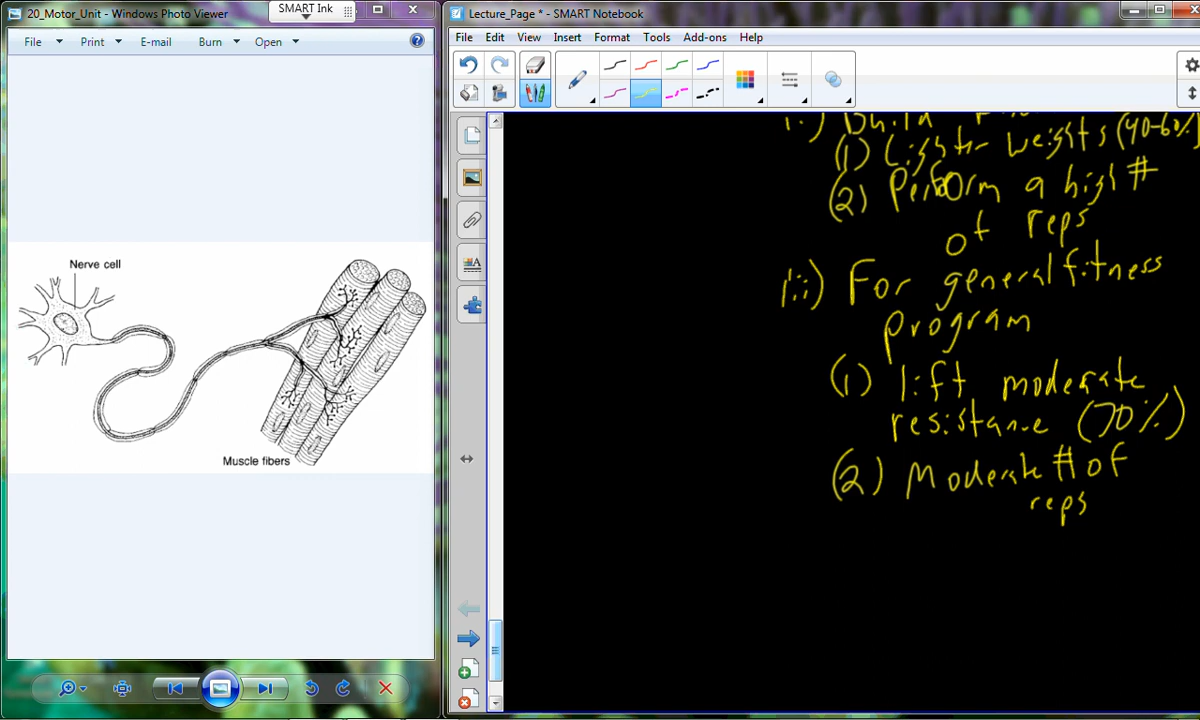 20_Motor_Unit - Windows Photo Viewer
SMART Ink
File Print E-mail Burn Open
Nerve cell
Muscle fibers
Lecture_Page * - SMART Notebook
File Edit View Insert Format Tools Add-ons Help
Build
(1) Lighter weights (40-60%)
(2) Perform a high #
of reps
iii) For general fitness
program
(1) lift moderate
resistance (70%)
(2) Moderate # of
reps